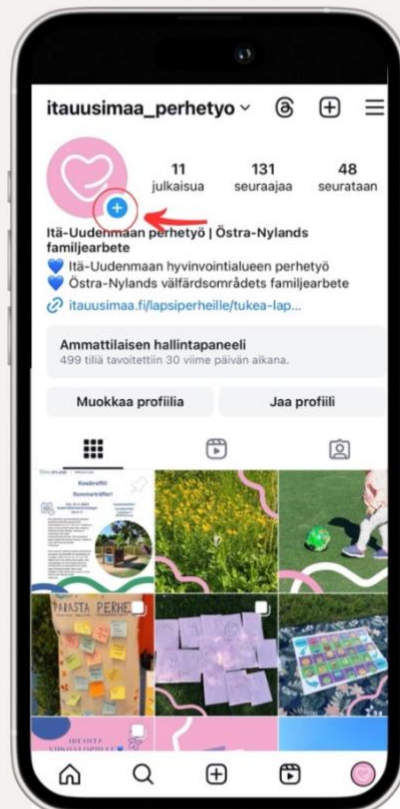 itauusimaa_perhetyo
11 131 48
julkaisua seuraajaa seurataan
Itä-Uudenmaan perhetyö | Östra-Nylands
familjearbete
💙 Itä-Uudenmaan hyvinvointialueen perhetyö
💙 Östra-Nylands välfärdsområdets familjearbete
itauusimaa.fi/lapsiperheille/tukea-lap...
Ammattilaisen hallintapaneeli
499 tiliä tavoitettiin 30 viime päivän aikana.
Muokkaa profiilia Jaa profiili
PARASTA PERHE